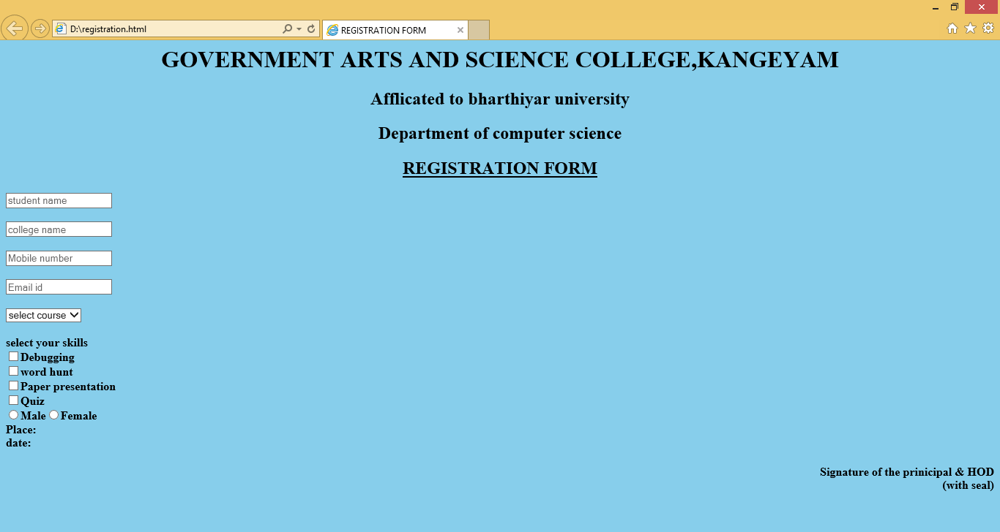 D:\registration.html
REGISTRATION FORM
GOVERNMENT ARTS AND SCIENCE COLLEGE,KANGEYAM
Afflicated to bharthiyar university
Department of computer science
REGISTRATION FORM
student name
college name
Mobile number
Email id
select course
select your skills
Debugging
word hunt
Paper presentation
Quiz
Male Female
Place:
date:
Signature of the prinicipal & HOD
(with seal)